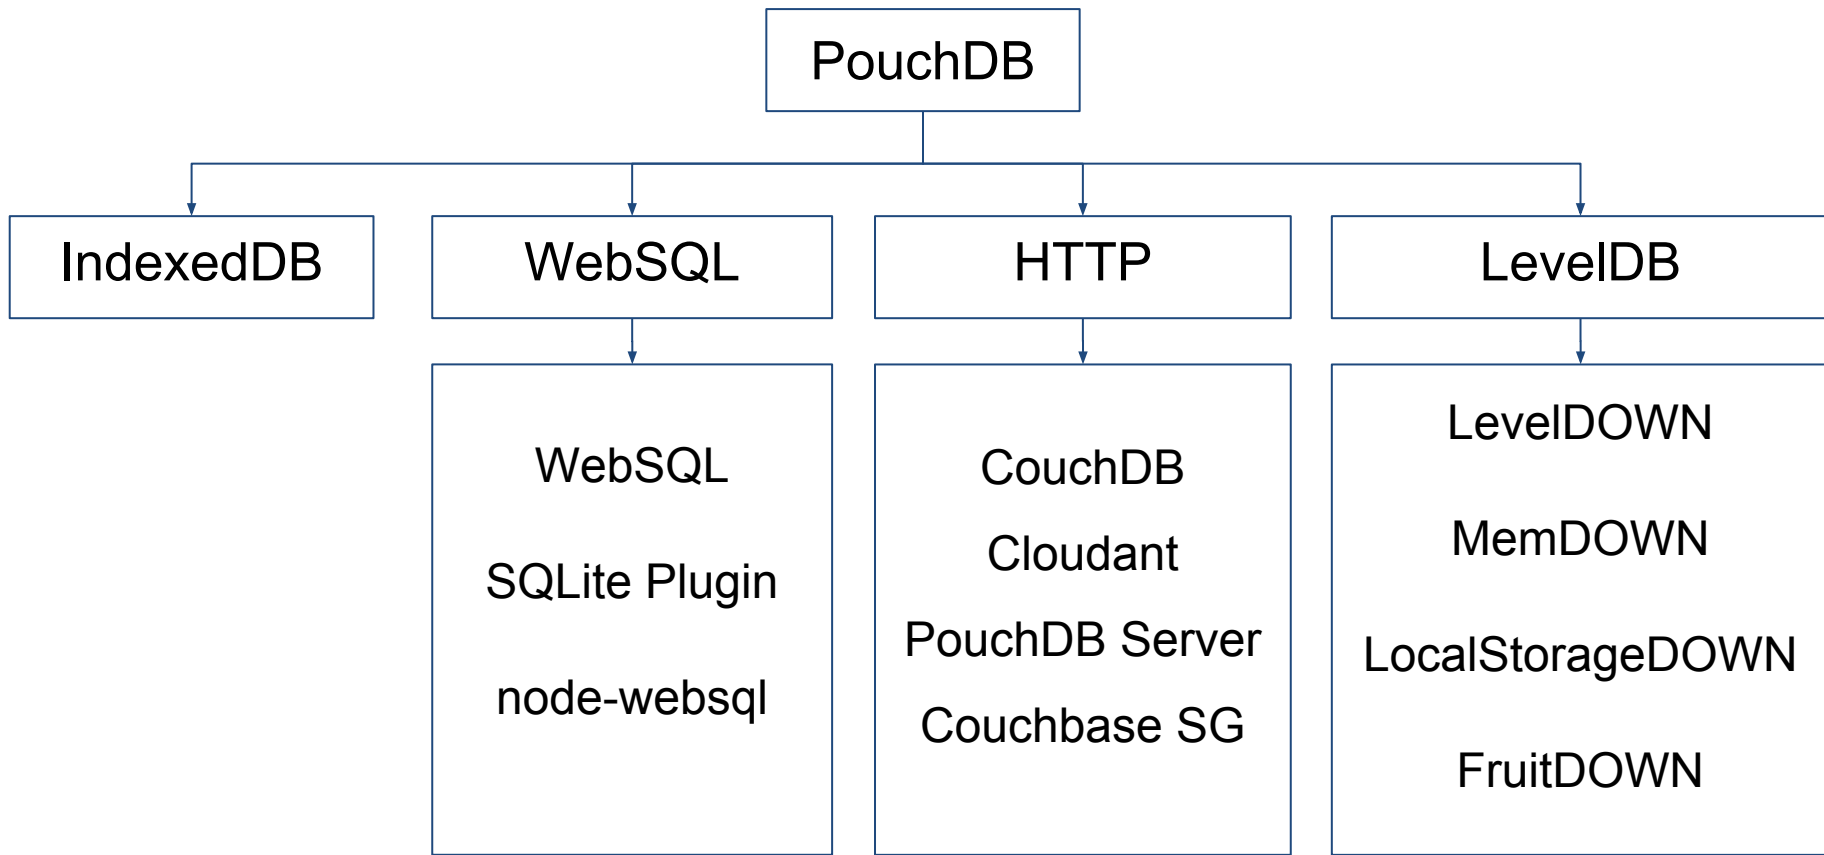 PouchDB
IndexedDB
WebSQL
HTTP
LevelDB
WebSQL
SQLite Plugin
node-websql
CouchDB
Cloudant
PouchDB Server
Couchbase SG
LevelDOWN
MemDOWN
LocalStorageDOWN
FruitDOWN